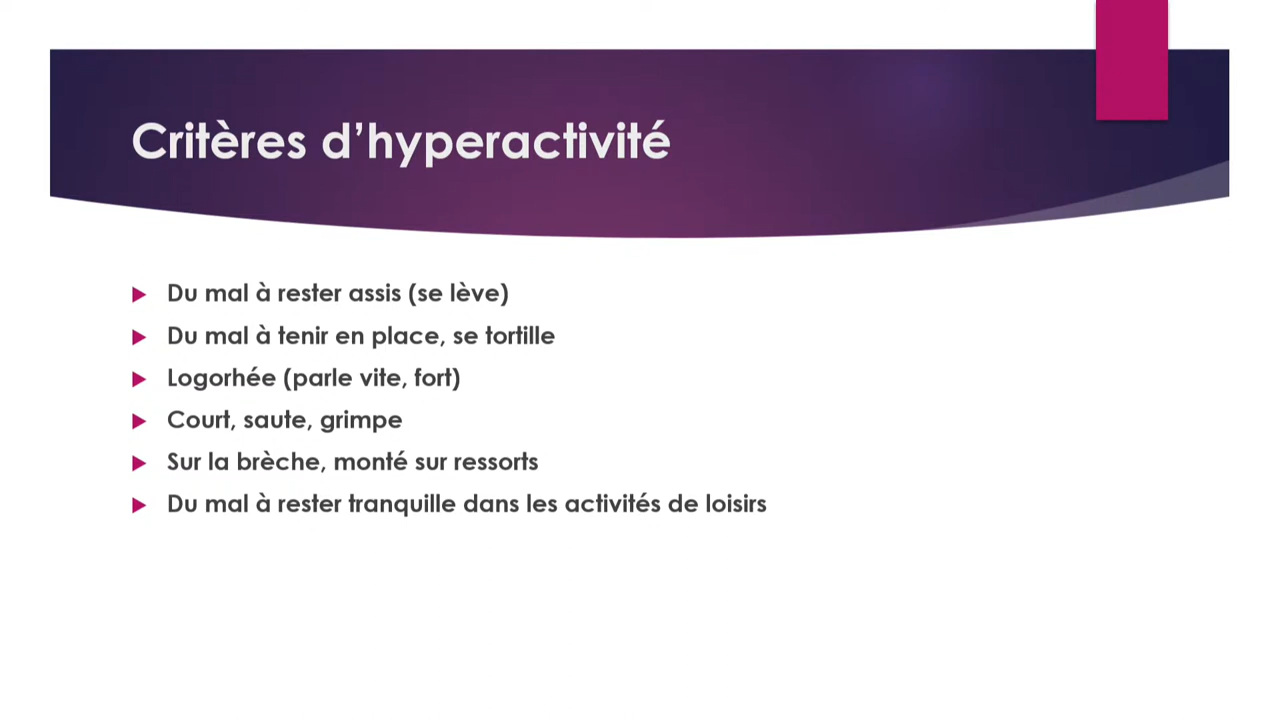 Critères d’hyperactivité
Du mal à rester assis (se lève)
Du mal à tenir en place, se tortille
Logorhée (parle vite, fort)
Court, saute, grimpe
Sur la brèche, monté sur ressorts
Du mal à rester tranquille dans les activités de loisirs